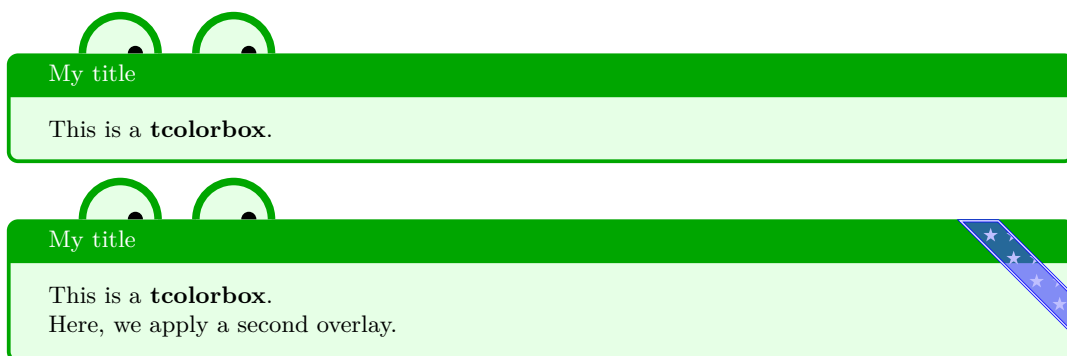 My title
This is a tcolorbox.
My title
This is a tcolorbox.
Here, we apply a second overlay.